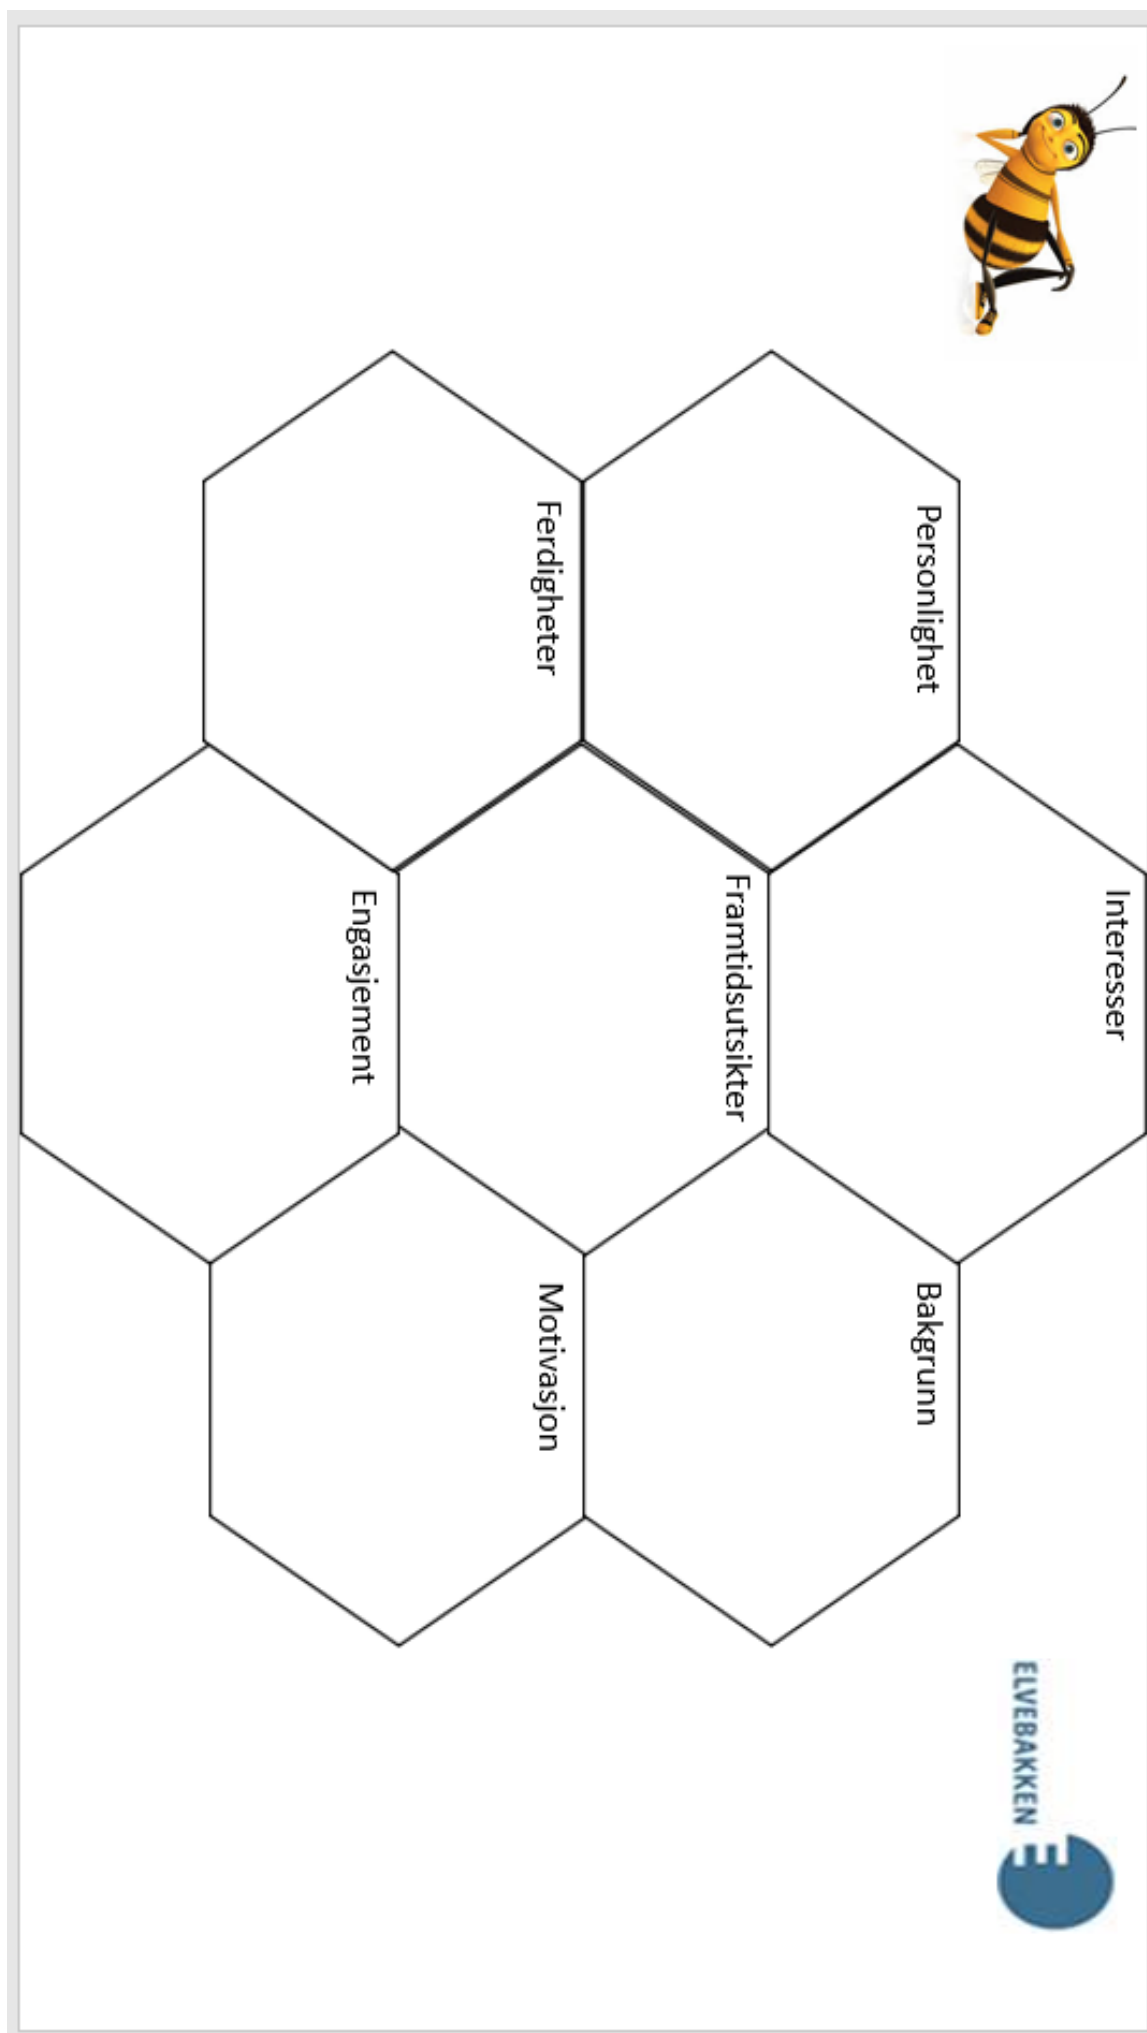 Interesser
ELVEBAKKEN
Personlighet
Bakgrunn
Framtidsutsikter
Ferdigheter
Motivasjon
Engasjement